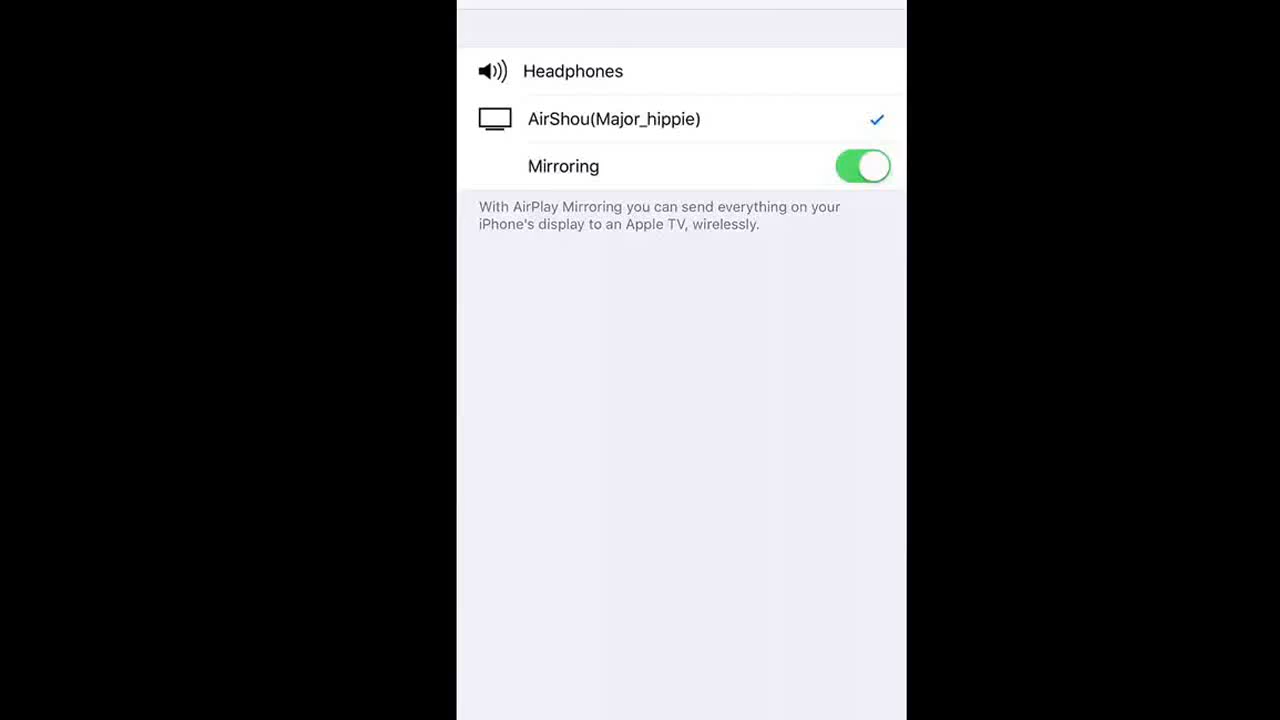 Headphones
AirShou(Major_hippie)
Mirroring
With AirPlay Mirroring you can send everything on your
iPhone's display to an Apple TV, wirelessly.